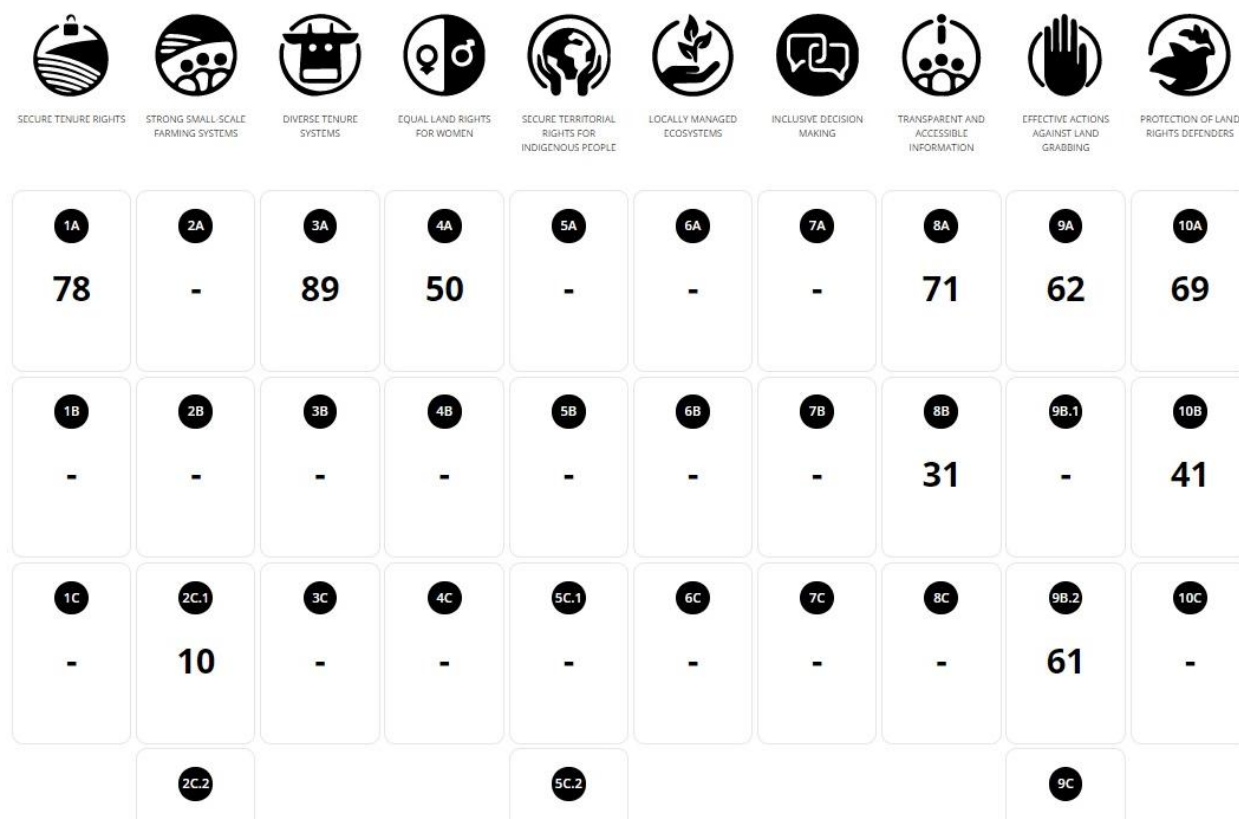 SECURE TENURE RIGHTS
STRONG SMALL-SCALE
FARMING SYSTEMS
DIVERSE TENURE
SYSTEMS
EQUAL LAND RIGHTS
FOR WOMEN
SECURE TERRITORIAL
RIGHTS FOR
INDIGENOUS PEOPLE
LOCALLY MANAGED
ECOSYSTEMS
INCLUSIVE DECISION
MAKING
TRANSPARENT AND
ACCESSIBLE
INFORMATION
EFFECTIVE ACTIONS
AGAINST LAND
GRABBING
PROTECTION OF LAND
RIGHTS DEFENDERS
1A 2A 3A 4A 5A 6A 7A 8A 9A 10A
78 - 89 50 - - - 71 62 69
1B 2B 3B 4B 5B 6B 7B 8B 9B.1 10B
- - - - - - - 31 - 41
1C 2C.1 3C 4C 5C.1 6C 7C 8C 9B.2 10C
- 10 - - - - - - 61 -
2C.2 5C.2 9C